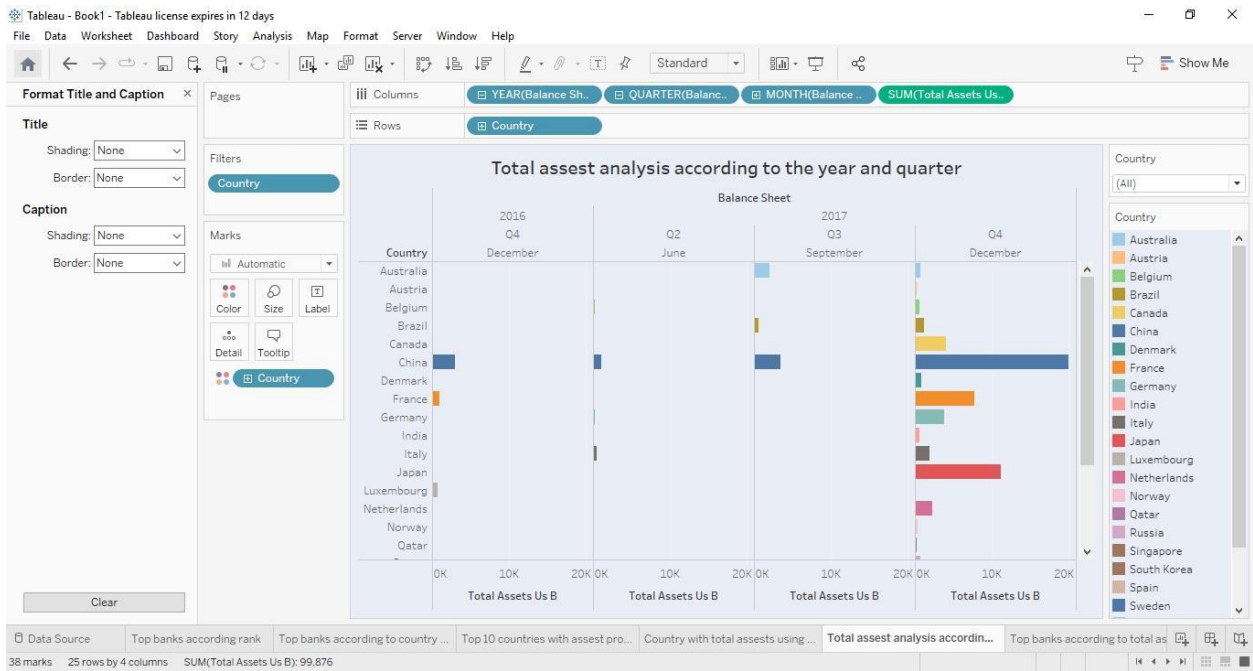 Tableau - Book1 - Tableau license expires in 12 days
File Data Worksheet Dashboard Story Analysis Map Format Server Window Help
Standard
Show Me
Format Title and Caption
Title
Shading: None
Border: None
Caption
Shading: None
Border: None
Clear
Pages
Filters
Country
Marks
Automatic
Color Size Label
Detail Tooltip
Country
Columns YEAR(Balance Sh.. QUARTER(Balanc.. MONTH(Balance .. SUM(Total Assets Us..
Rows Country
Total assest analysis according to the year and quarter
Balance Sheet
2016 2017
Q4 Q2 Q3 Q4
Country December June September December
Australia
Austria
Belgium
Brazil
Canada
China
Denmark
France
Germany
India
Italy
Japan
Luxembourg
Netherlands
Norway
Qatar
0K 10K 20K 0K 10K 20K 0K 10K 20K 0K 10K 20K
Total Assets Us B Total Assets Us B Total Assets Us B Total Assets Us B
Country
(All)
Country
Australia
Austria
Belgium
Brazil
Canada
China
Denmark
France
Germany
India
Italy
Japan
Luxembourg
Netherlands
Norway
Qatar
Russia
Singapore
South Korea
Spain
Sweden
Data Source Top banks according rank Top banks according to country ... Top 10 countries with assest pro... Country with total assests using ... Total assest analysis accordin... Top banks according to total as
38 marks 25 rows by 4 columns SUM(Total Assets Us B): 99,876